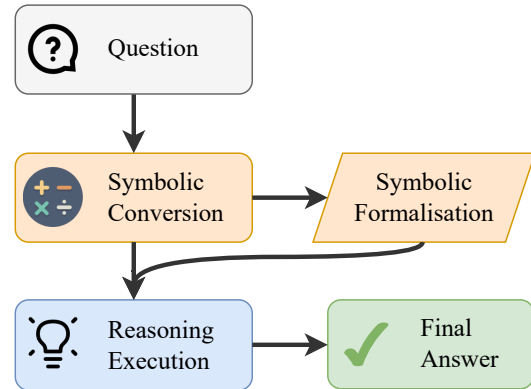 Question
Symbolic
Conversion
Symbolic
Formalisation
Reasoning
Execution
Final
Answer